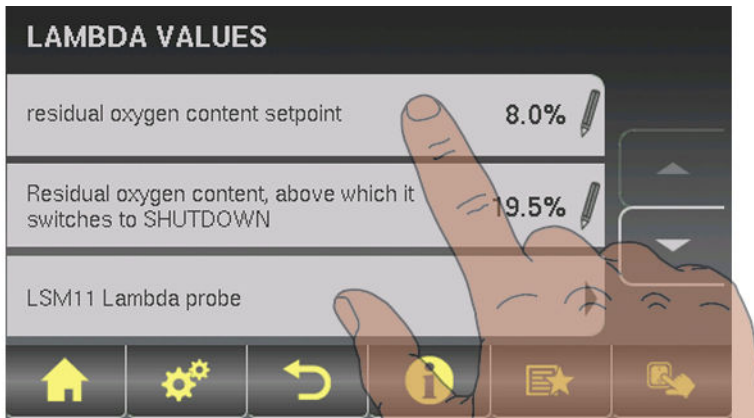 LAMBDA VALUES
residual oxygen content setpoint 8.0%
Residual oxygen content, above which it
switches to SHUTDOWN 19.5%
LSM11 Lambda probe